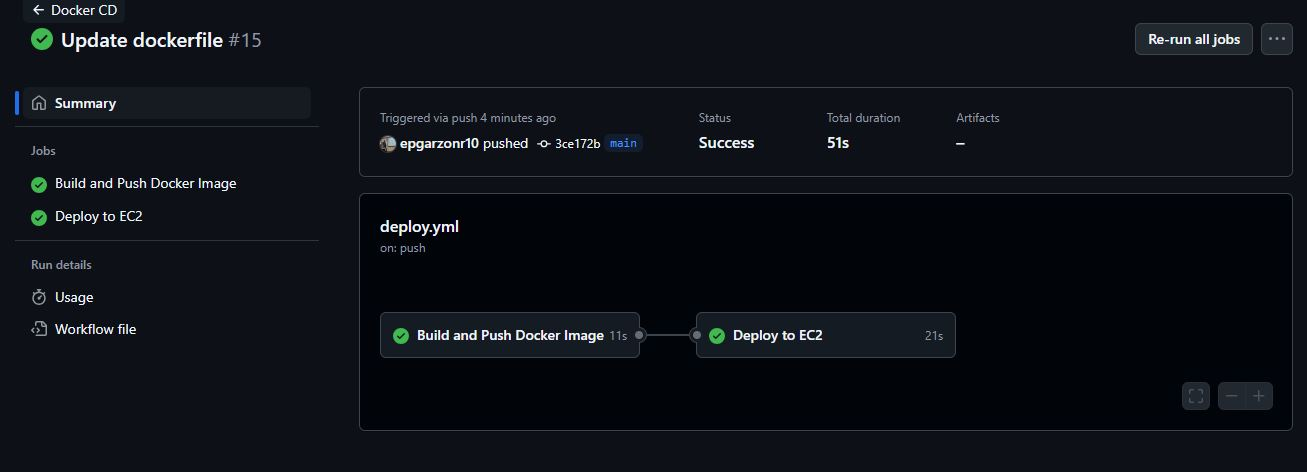 ← Docker CD
Update dockerfile #15
Re-run all jobs
Summary
Jobs
Build and Push Docker Image
Deploy to EC2
Run details
Usage
Workflow file
Triggered via push 4 minutes ago
Status
Total duration
Artifacts
epgarzonr10 pushed 3ce172b main
Success
51s
–
deploy.yml
on: push
Build and Push Docker Image 11s
Deploy to EC2 21s